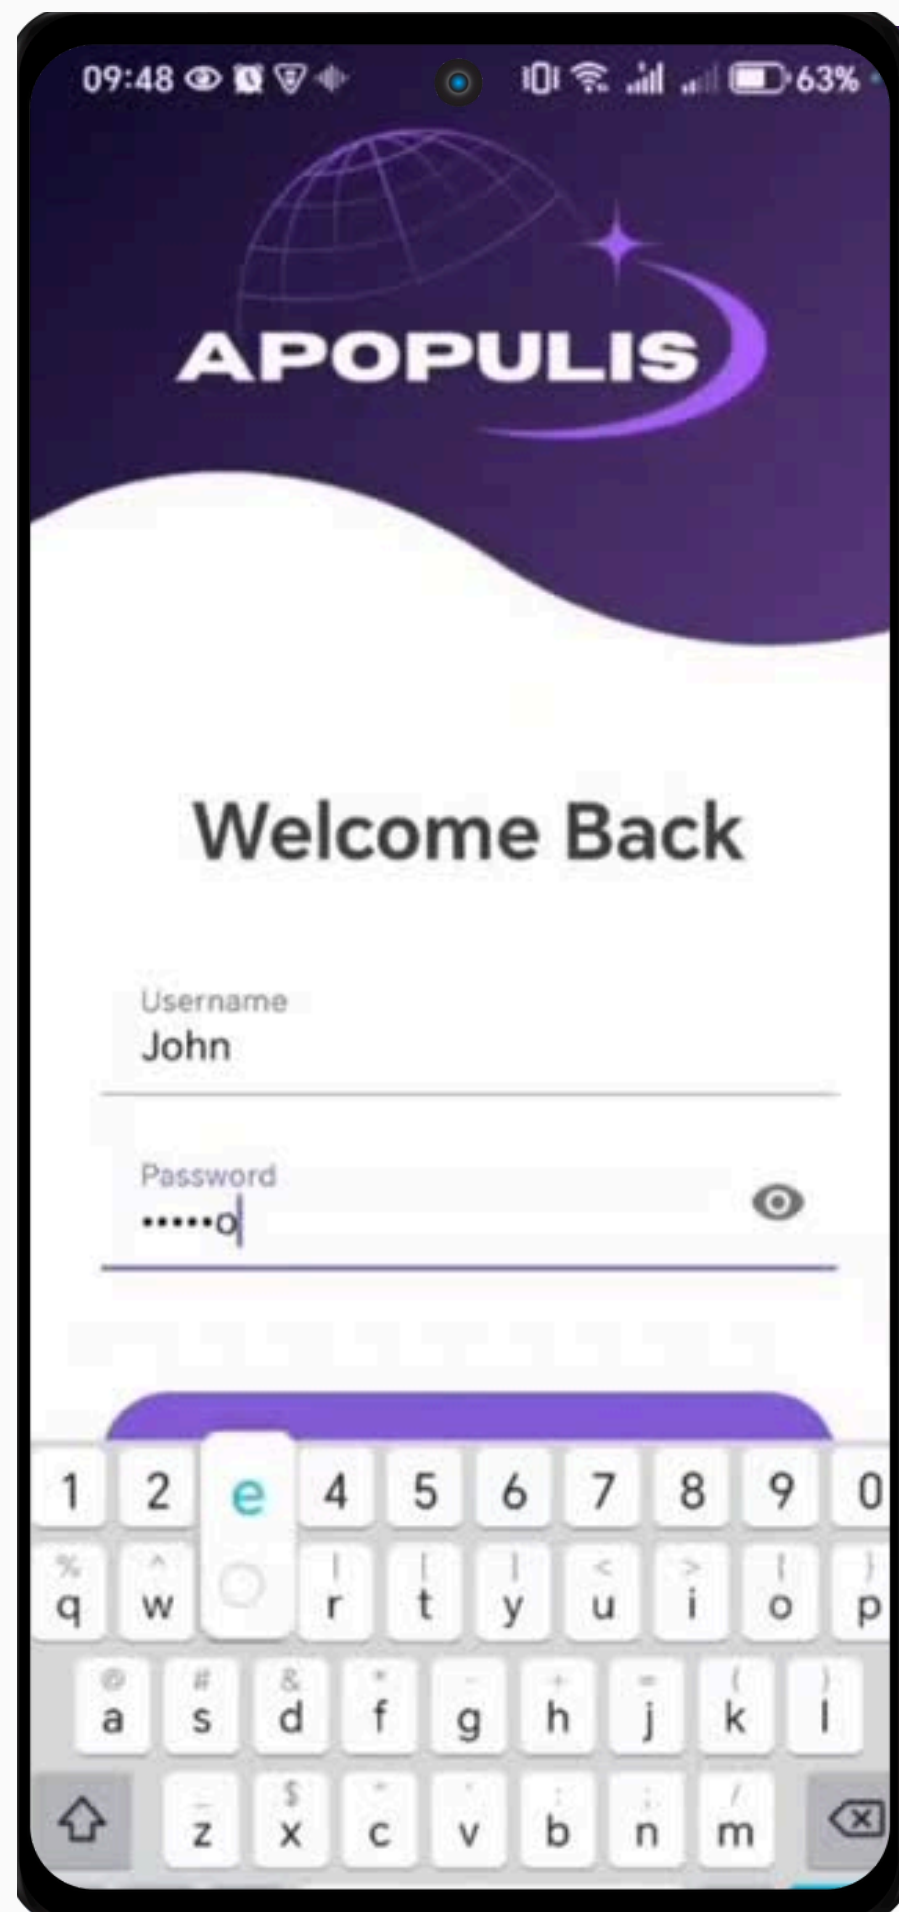 09:48 63%
APOPULIS
Welcome Back
Username
John
Password
•••••o
1 2 e 4 5 6 7 8 9 0
% ^ | [ ] < > { }
q w r t y u i o p
@ # & * - + = ( )
a s d f g h j k l
_ $ " ' : ; /
z x c v b n m